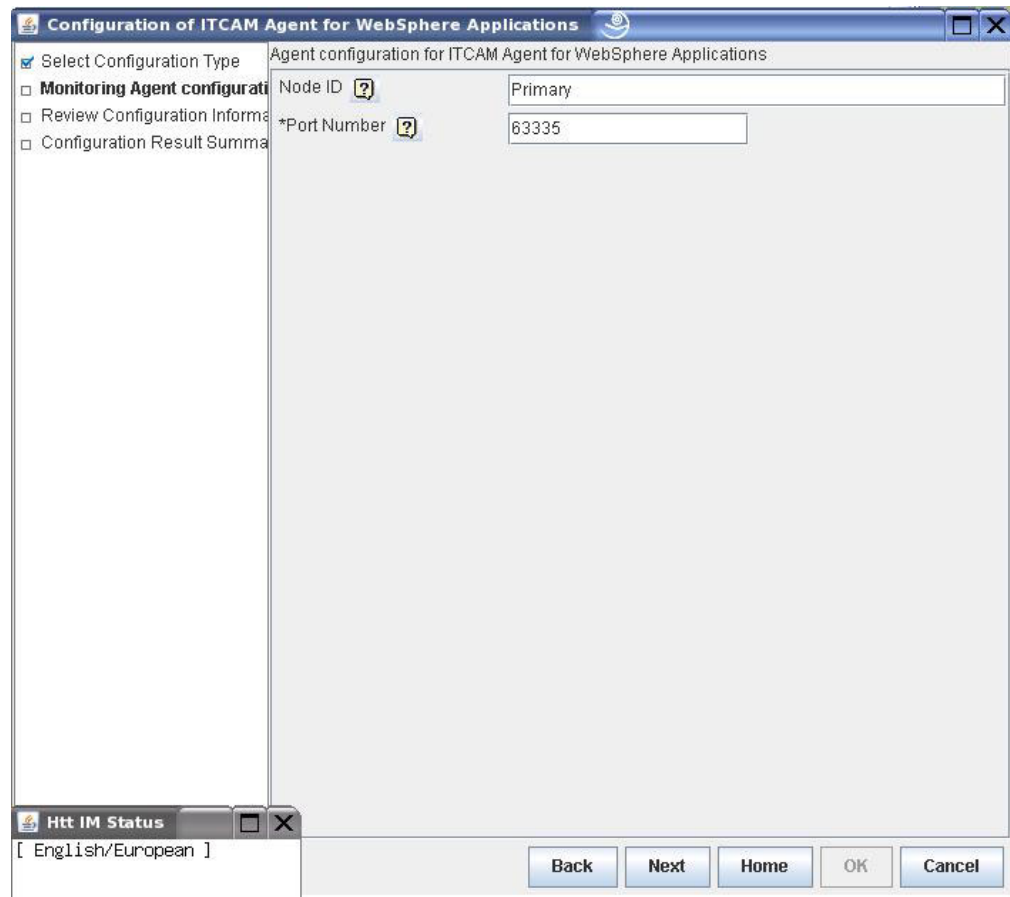 Configuration of ITCAM Agent for WebSphere Applications
Select Configuration Type
Monitoring Agent configurati
Review Configuration Informa
Configuration Result Summa
Agent configuration for ITCAM Agent for WebSphere Applications
Node ID ? Primary
*Port Number ? 63335
Htt IM Status
[ English/European ]
Back Next Home OK Cancel